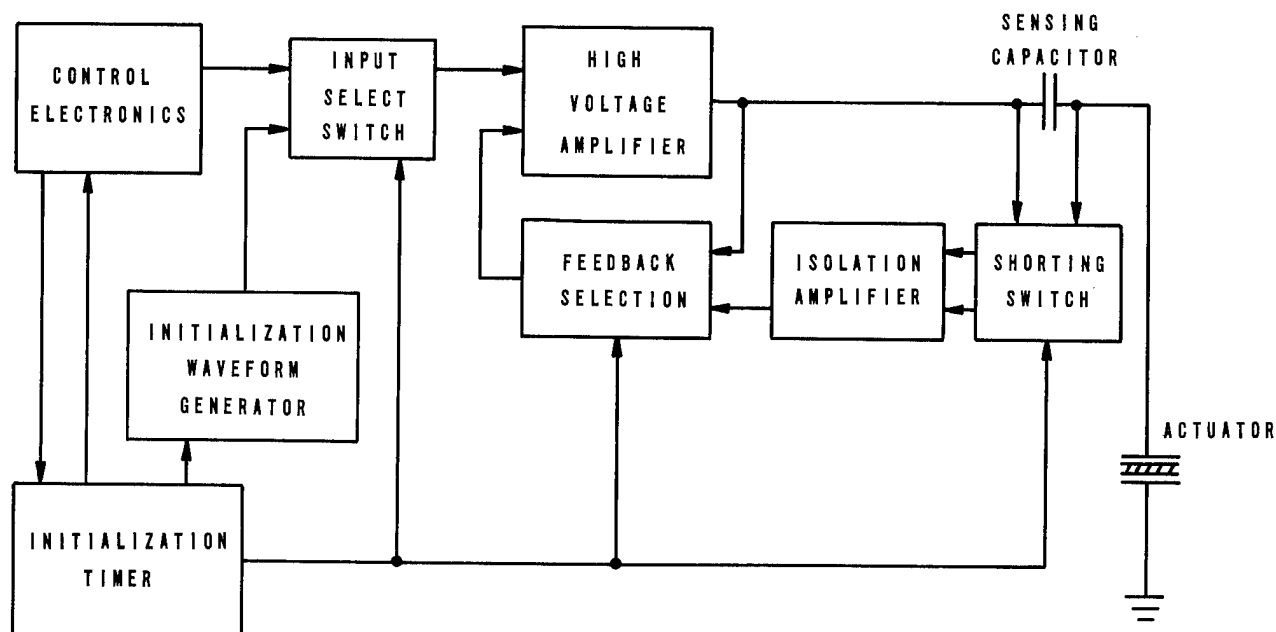 CONTROL
ELECTRONICS
INPUT
SELECT
SWITCH
HIGH
VOLTAGE
AMPLIFIER
SENSING
CAPACITOR
FEEDBACK
SELECTION
ISOLATION
AMPLIFIER
SHORTING
SWITCH
INITIALIZATION
WAVEFORM
GENERATOR
ACTUATOR
INITIALIZATION
TIMER